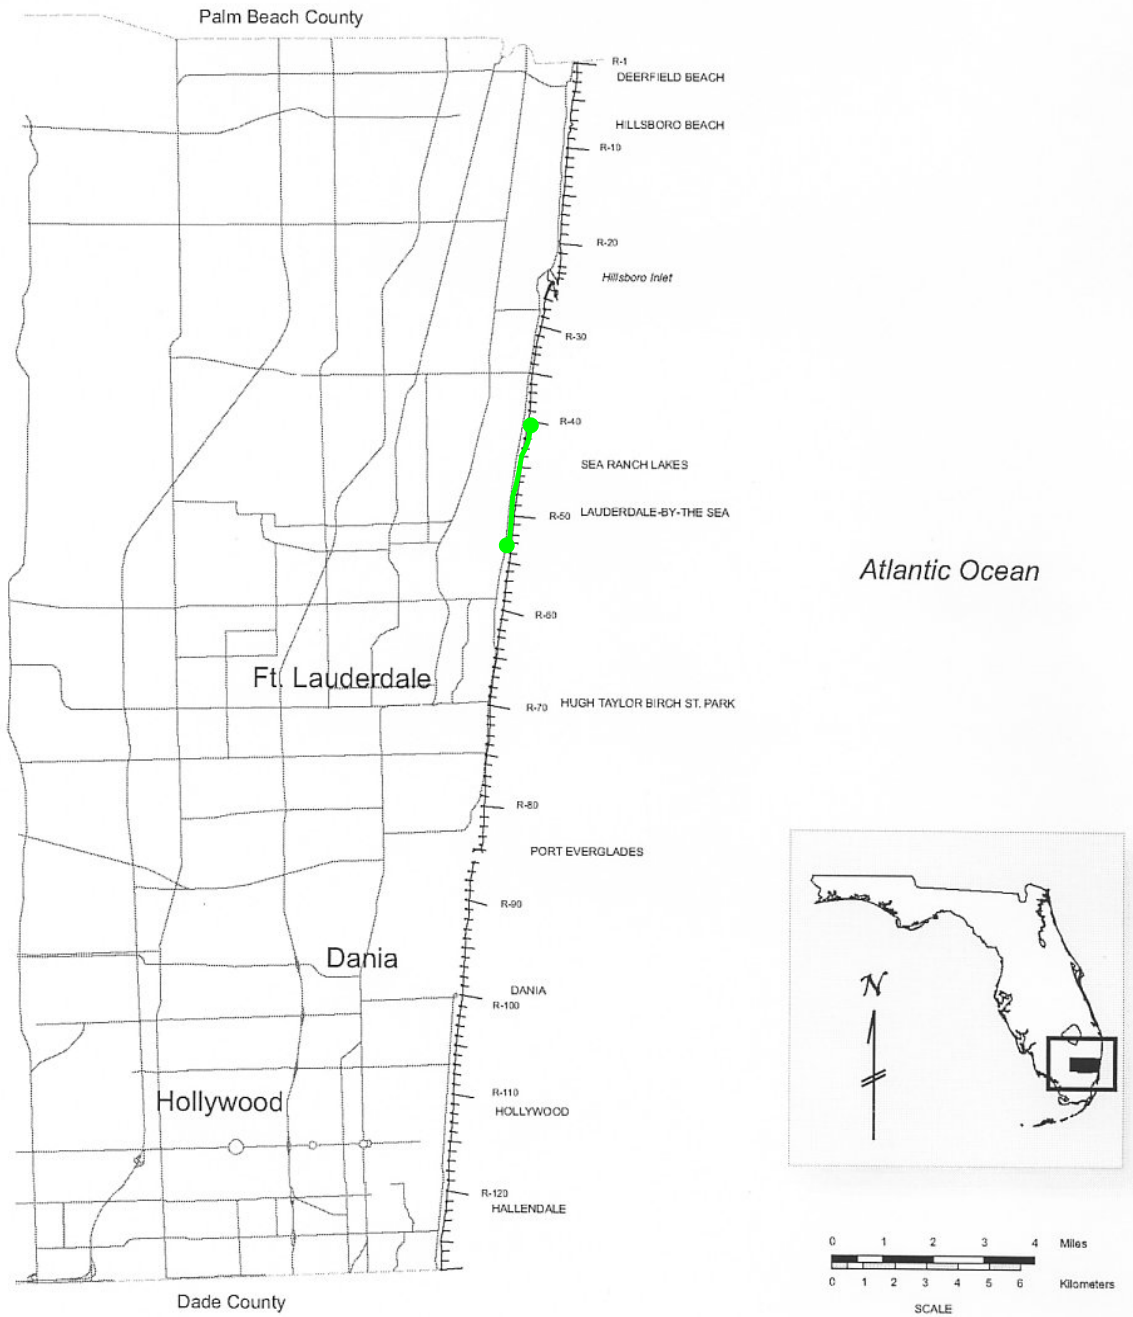 Palm Beach County
R-1
DEERFIELD BEACH
HILLSBORO BEACH
R-10
R-20
Hillsboro Inlet
R-30
R-40
SEA RANCH LAKES
R-50 LAUDERDALE-BY-THE SEA
Atlantic Ocean
R-60
Ft. Lauderdale
R-70 HUGH TAYLOR BIRCH ST. PARK
R-80
PORT EVERGLADES
R-90
Dania
DANIA
R-100
N
R-110
Hollywood
HOLLYWOOD
R-120
HALLENDALE
0 1 2 3 4 Miles
0 1 2 3 4 5 6 Kilometers
SCALE
Dade County